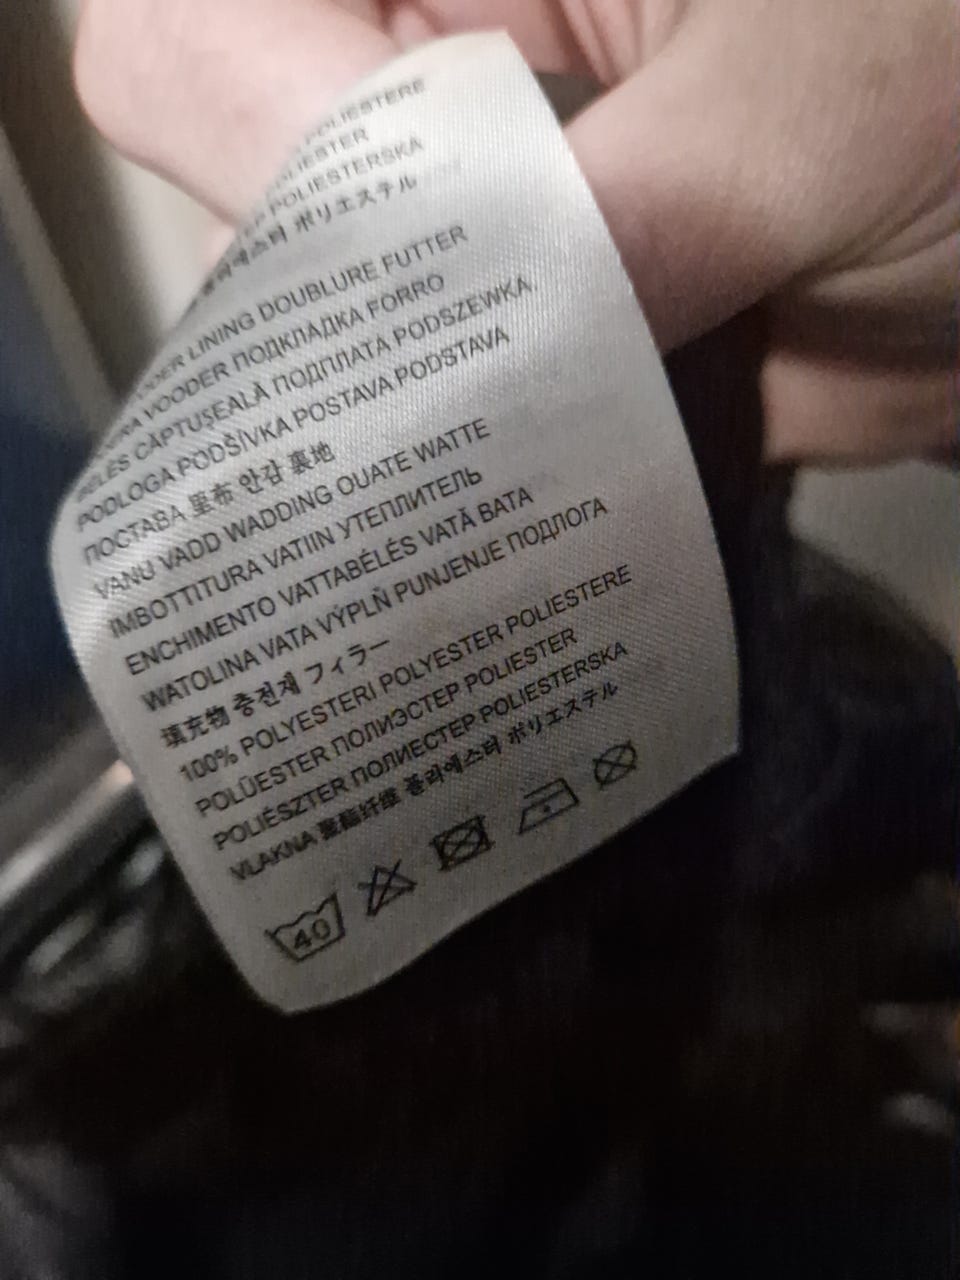 POLIESTERE
POLIESTER
POLIESTERSKA
폴리에스터 ポリエステル
LINING DOUBLURE FUTTER
VOODER ПОДКЛАДКА FORRO
BÉLÉS CĂPTUŞEALĂ ПОДПЛАТА PODSZEWKA
PODLOGA PODŠÍVKA POSTAVA PODSTAVA
ПОСТАВА 里布 안감 裏地
VANU VADD WADDING OUATE WATTE
IMBOTTITURA VATIIN УТЕПЛИТЕЛЬ
ENCHIMENTO VATTABÉLÉS VATĂ ВАТА
WATOLINA VATA VÝPLŇ PUNJENJE ПОДЛОГА
填充物 충전재 フィラー
100% POLYESTERI POLYESTER POLIESTERE
POLÜESTER ПОЛИЭСТЕР POLIESTER
POLIÉSZTER ПОЛИЕСТЕР POLIESTERSKA
VLAKNA 聚酯纤维 폴리에스터 ポリエステル
40